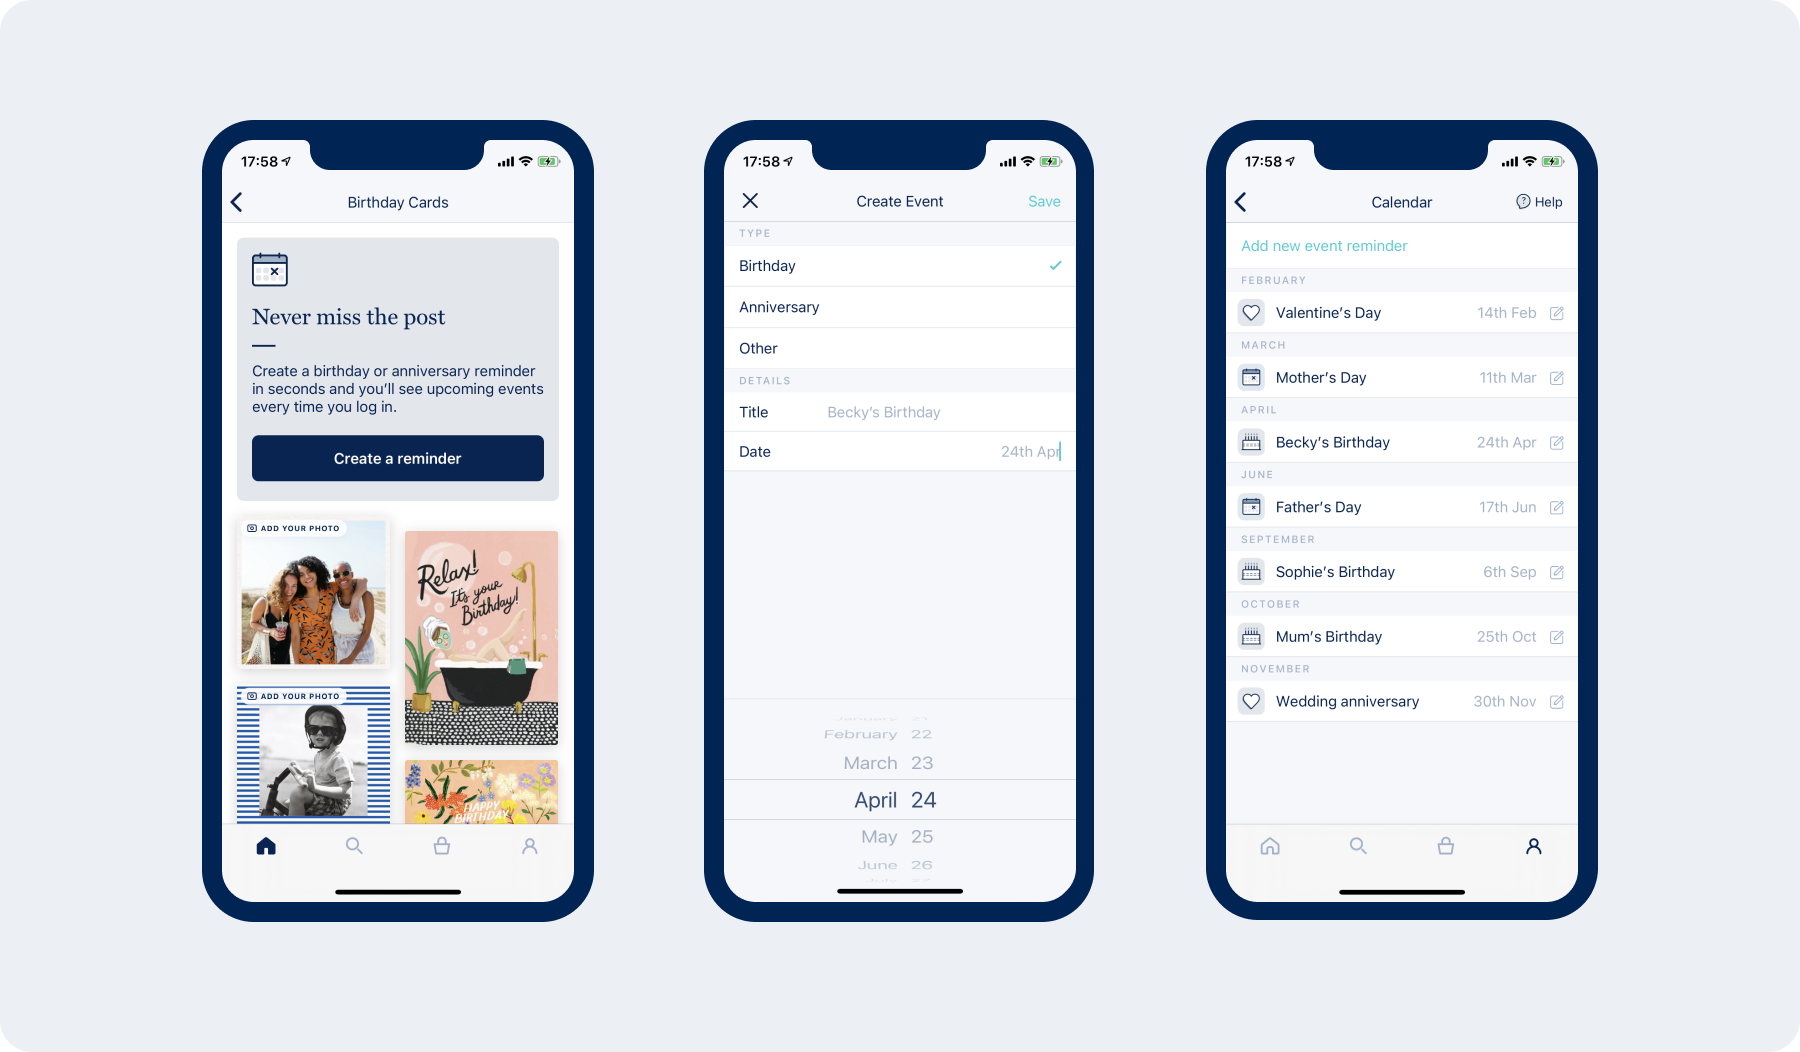 17:58
Birthday Cards
Never miss the post
Create a birthday or anniversary reminder
in seconds and you’ll see upcoming events
every time you log in.
Create a reminder
ADD YOUR PHOTO
Relax!
It's your
Birthday!
ADD YOUR PHOTO
HAPPY
BIRTHDAY
17:58
Create Event
Save
TYPE
Birthday
Anniversary
Other
DETAILS
Title Becky’s Birthday
Date 24th Apr
February 22
March 23
April 24
May 25
June 26
17:58
Calendar
Help
Add new event reminder
FEBRUARY
Valentine’s Day 14th Feb
MARCH
Mother’s Day 11th Mar
APRIL
Becky’s Birthday 24th Apr
JUNE
Father’s Day 17th Jun
SEPTEMBER
Sophie’s Birthday 6th Sep
OCTOBER
Mum’s Birthday 25th Oct
NOVEMBER
Wedding anniversary 30th Nov